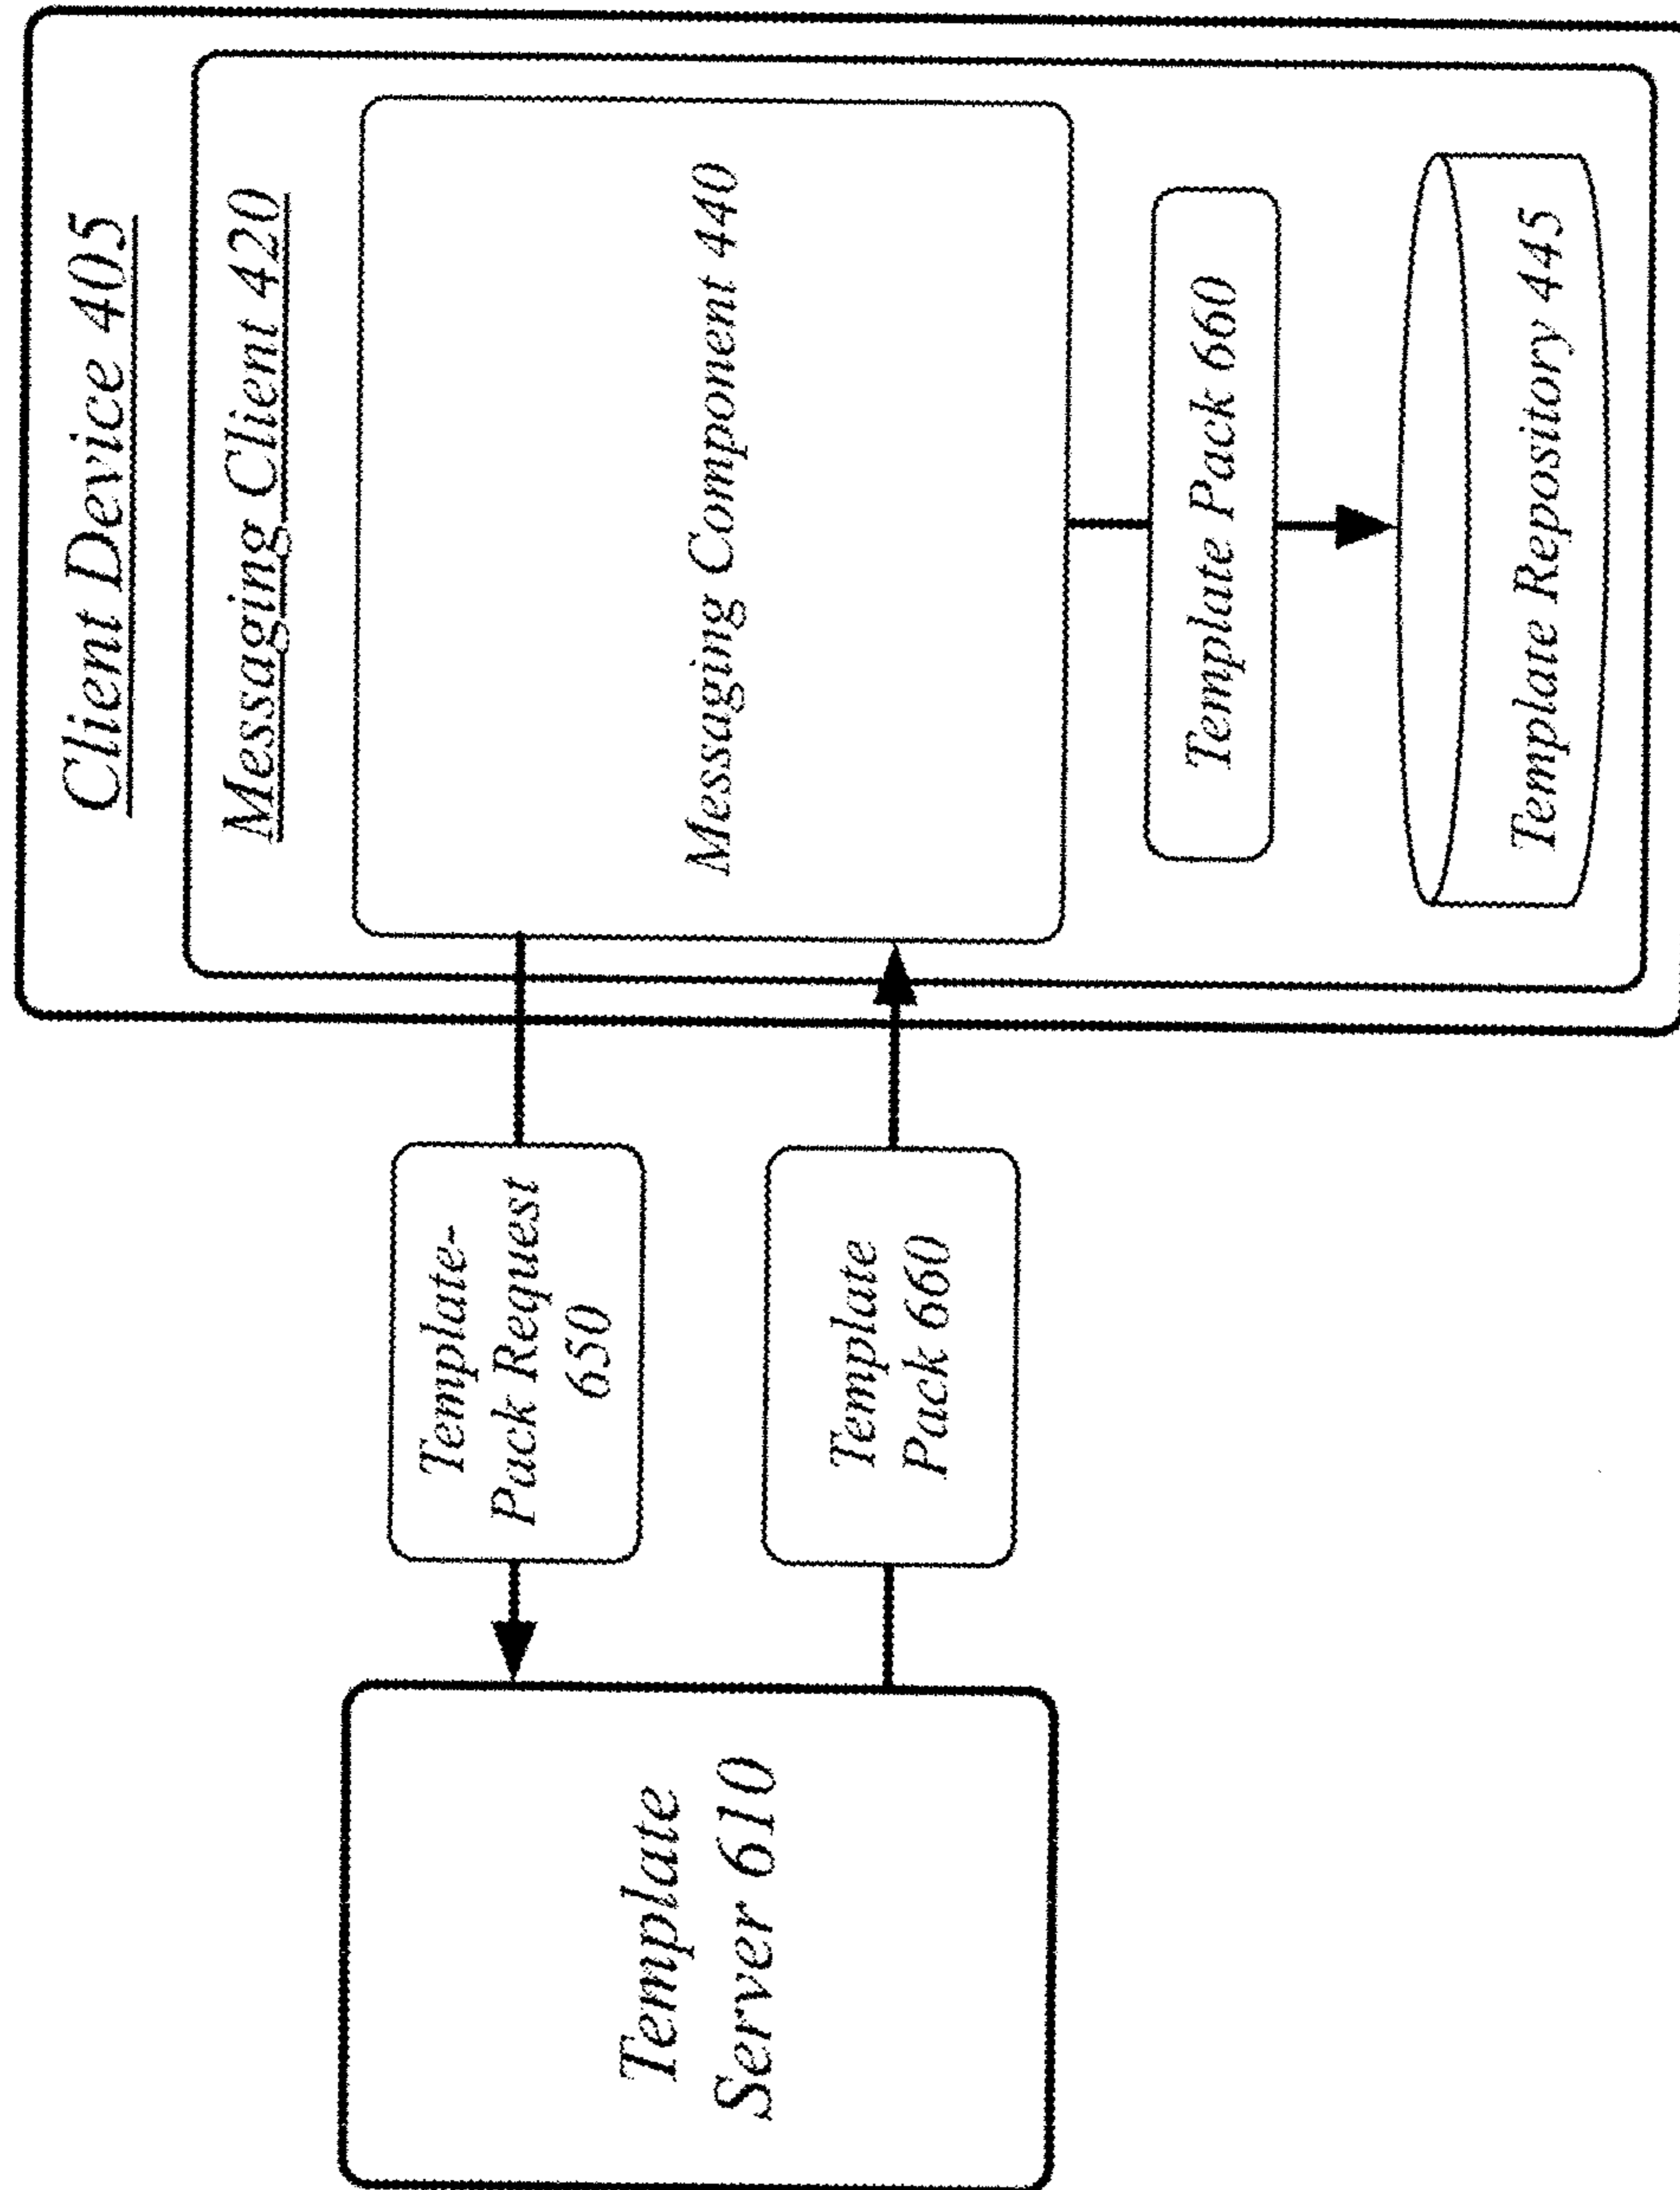 Client Device 405
Messaging Client 420
Messaging Component 440
Template Pack 660
Template Repository 445
Template-
Pack Request
650
Template
Pack 660
Template
Server 610